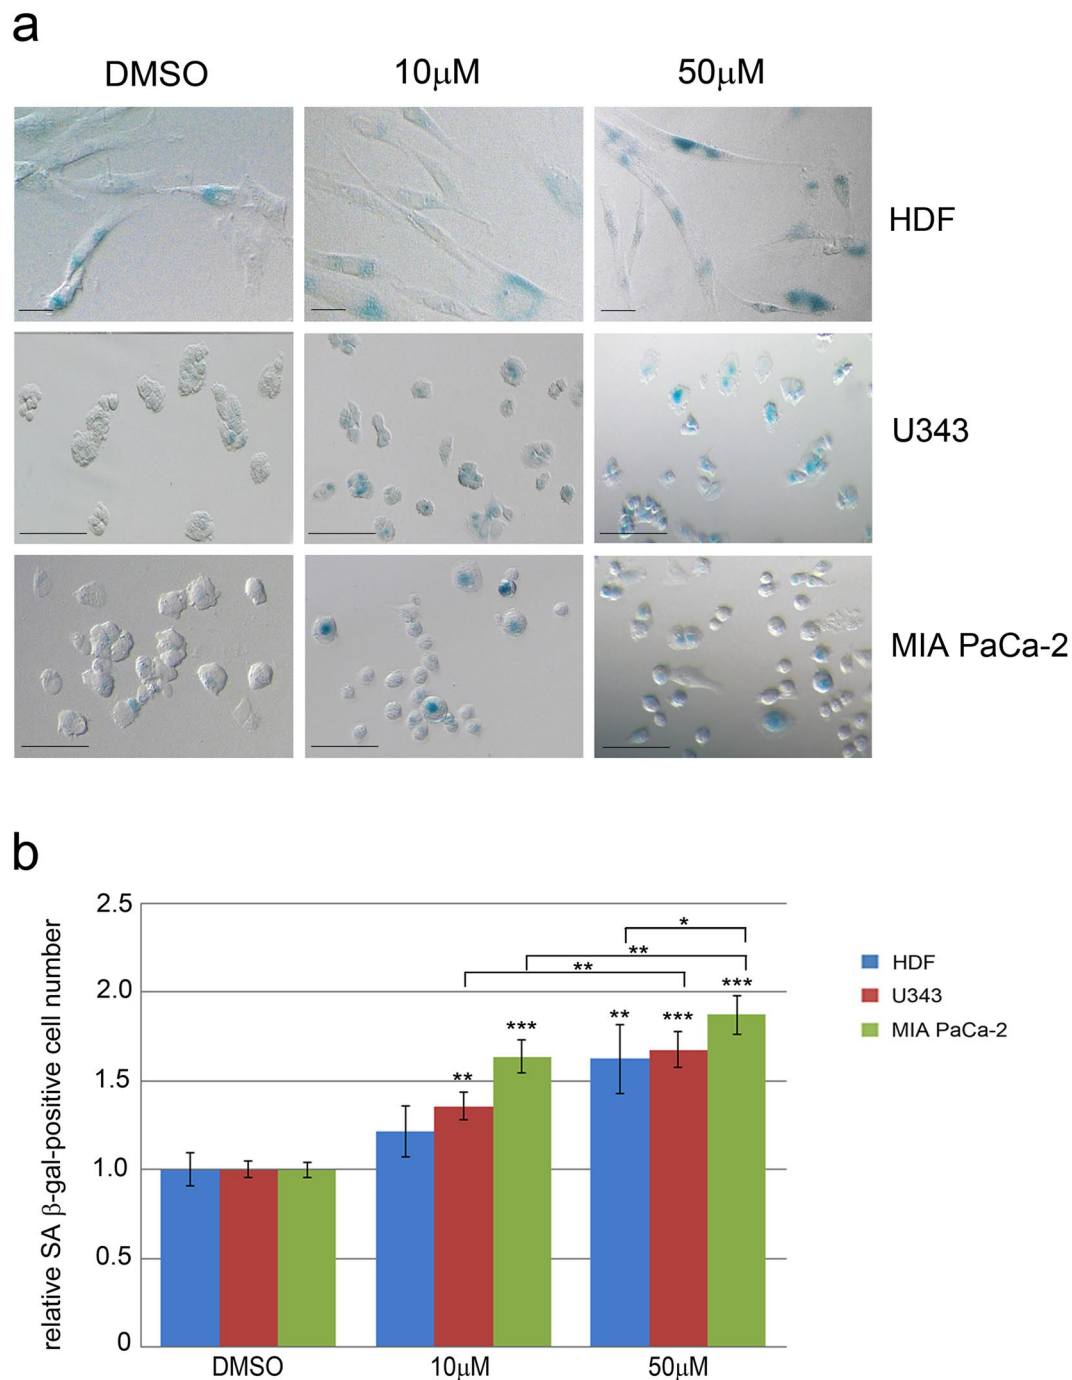 a
DMSO
10μM
50μM
HDF
U343
MIA PaCa-2
b
relative SA β-gal-positive cell number
2.5
2.0
1.5
1.0
0.5
0
*
**
**
***
**
***
***
**
DMSO
10μM
50μM
HDF
U343
MIA PaCa-2